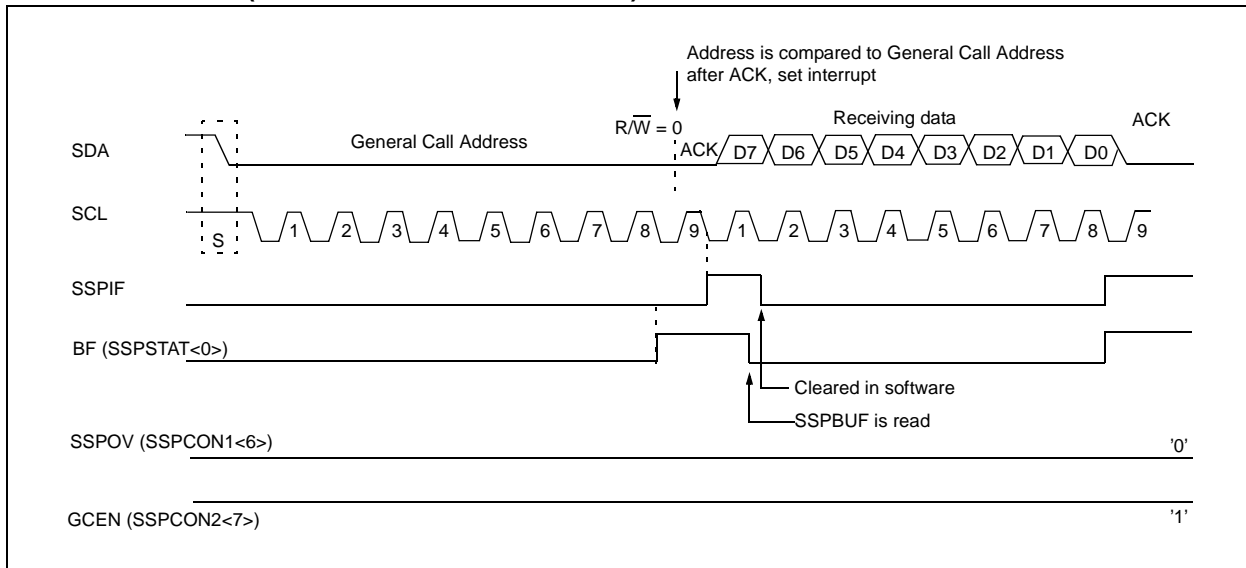 Address is compared to General Call Address
after ACK, set interrupt
R/W = 0
Receiving data
ACK
SDA
General Call Address
ACK
D7 D6 D5 D4 D3 D2 D1 D0
SCL
S
1 2 3 4 5 6 7 8 9 1 2 3 4 5 6 7 8 9
SSPIF
BF (SSPSTAT<0>)
Cleared in software
SSPBUF is read
SSPOV (SSPCON1<6>)
'0'
GCEN (SSPCON2<7>)
'1'